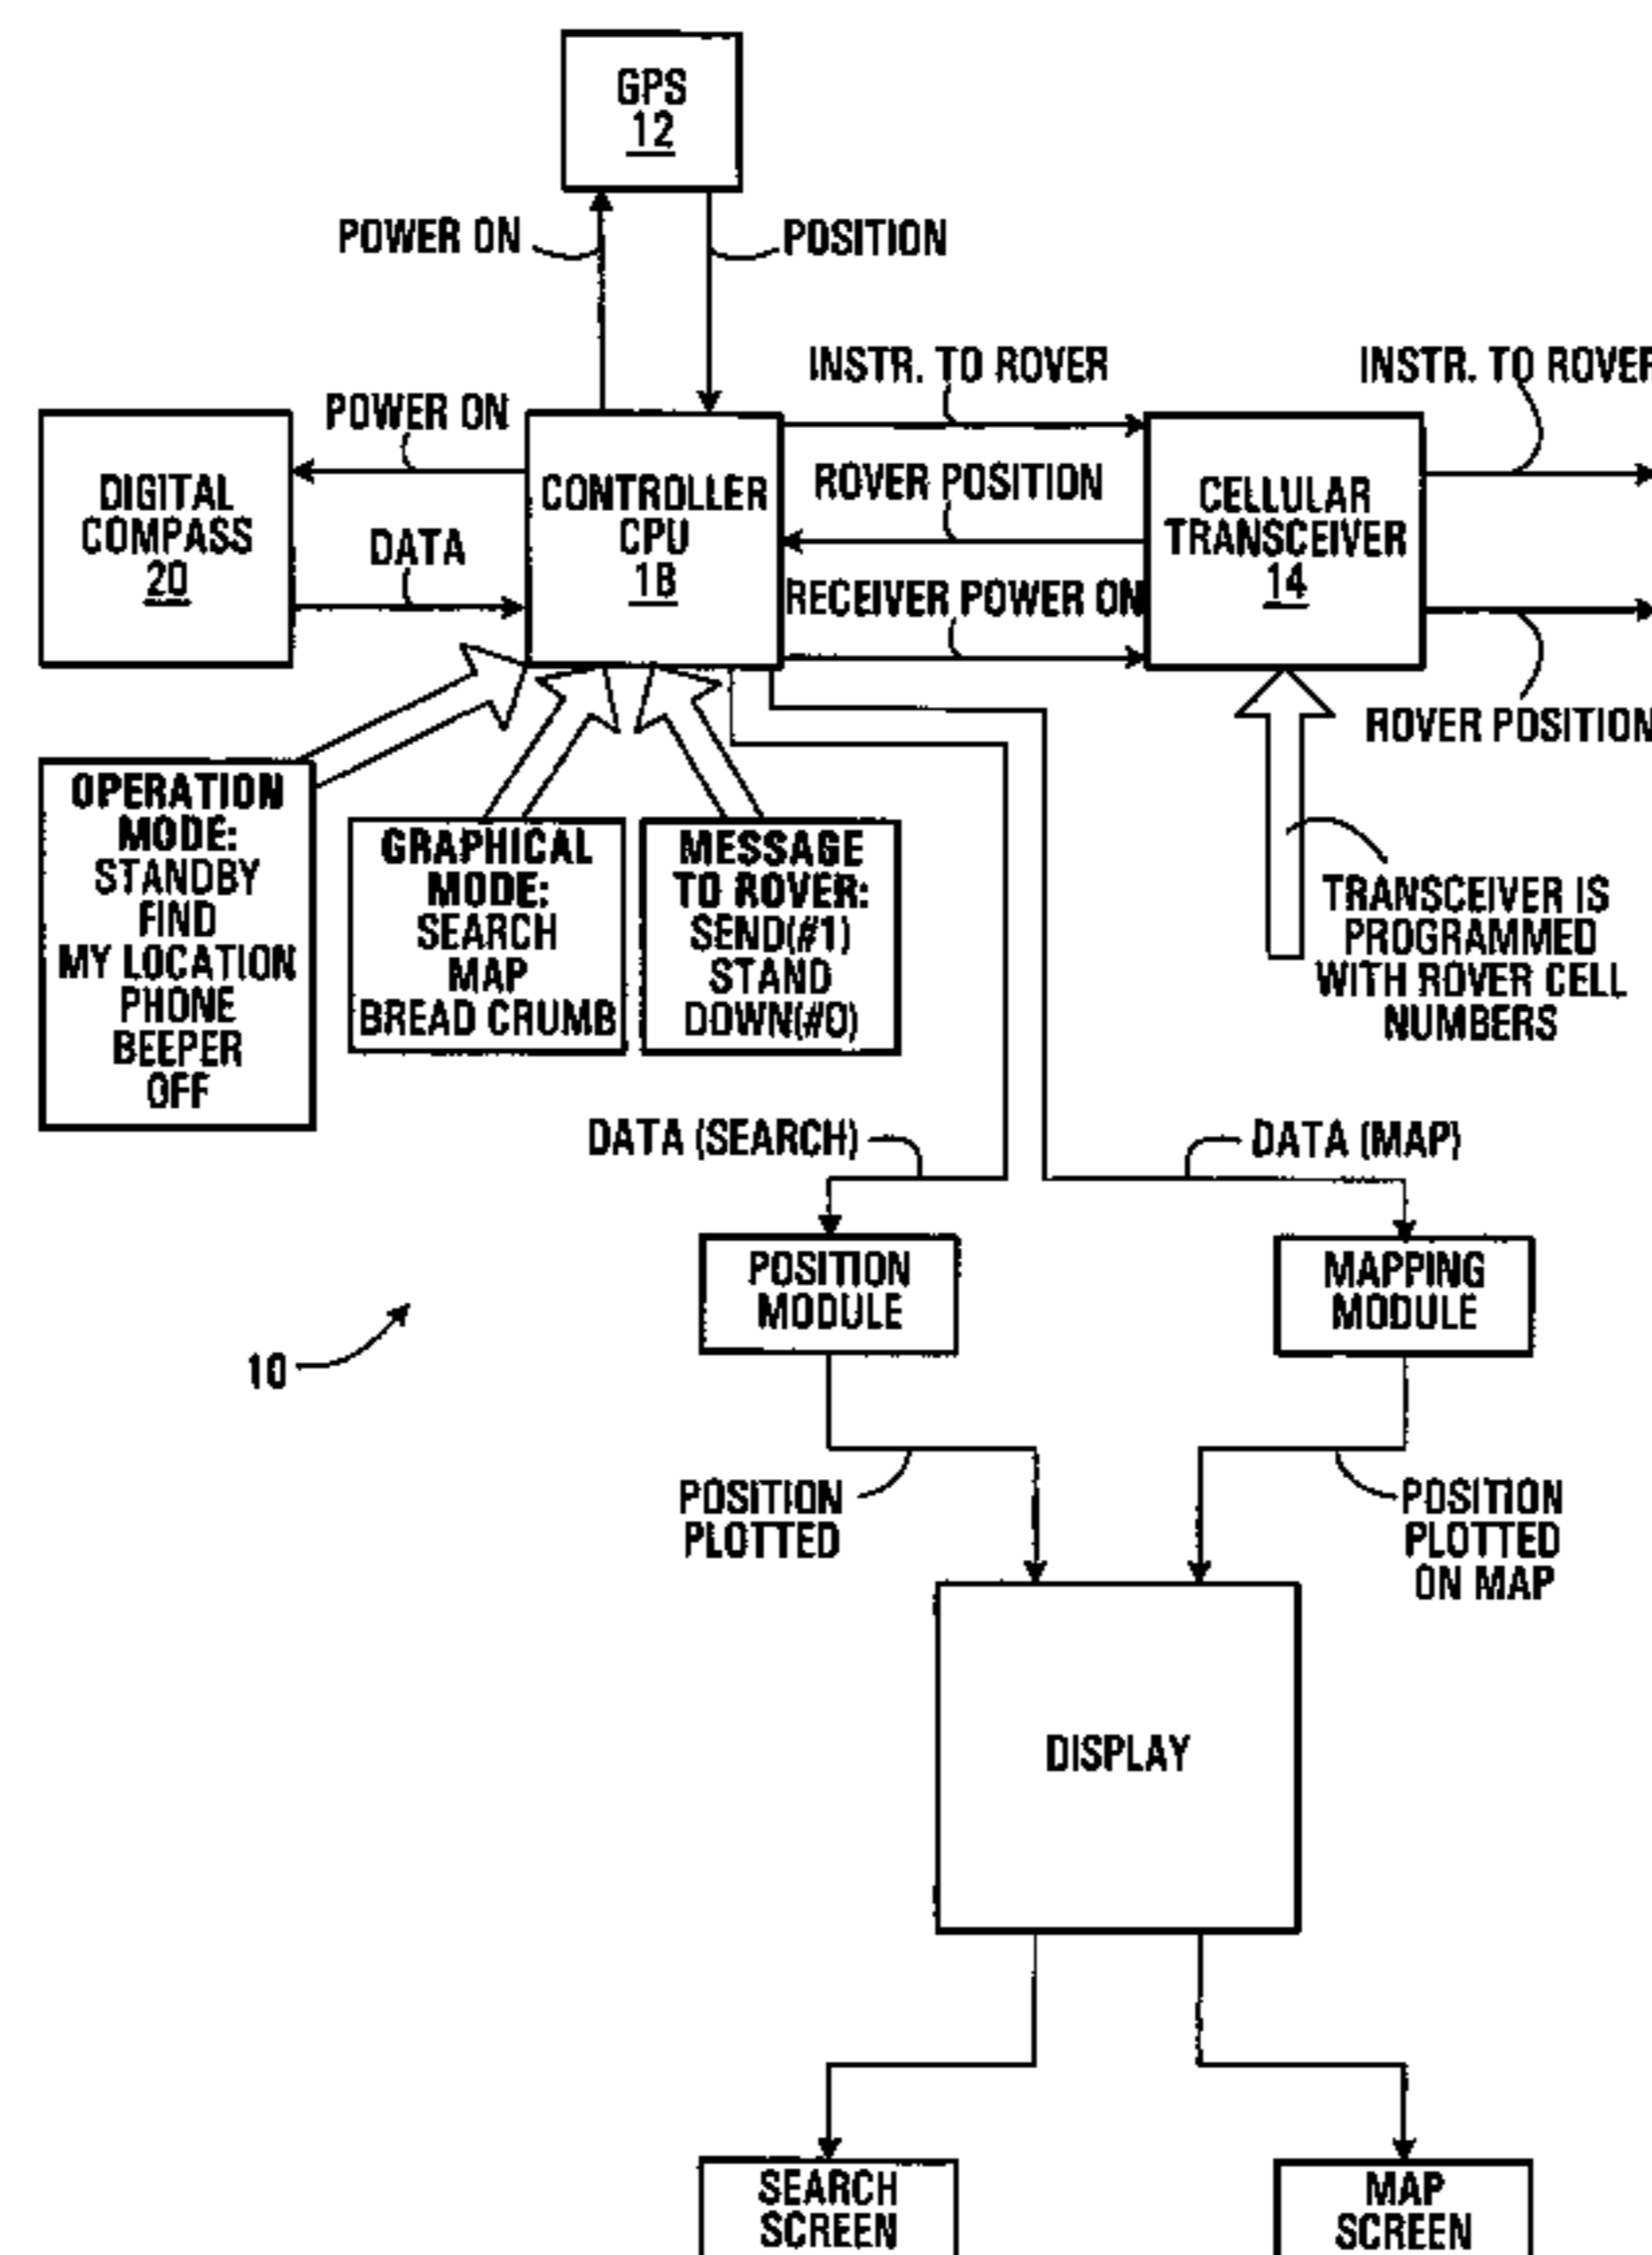 GPS
12
POWER ON
POSITION
INSTR. TO ROVER
INSTR. TO ROVER
POWER ON
DIGITAL
COMPASS
20
DATA
CONTROLLER
CPU
18
ROVER POSITION
RECEIVER POWER ON
CELLULAR
TRANSCEIVER
14
ROVER POSITION
OPERATION
MODE:
STANDBY
FIND
MY LOCATION
PHONE
BEEPER
OFF
GRAPHICAL
MODE:
SEARCH
MAP
BREAD CRUMB
MESSAGE
TO ROVER:
SEND(#1)
STAND
DOWN(#0)
TRANSCEIVER IS
PROGRAMMED
WITH ROVER CELL
NUMBERS
DATA (SEARCH)
DATA (MAP)
POSITION
MODULE
MAPPING
MODULE
10
POSITION
PLOTTED
POSITION
PLOTTED
ON MAP
DISPLAY
SEARCH
SCREEN
MAP
SCREEN